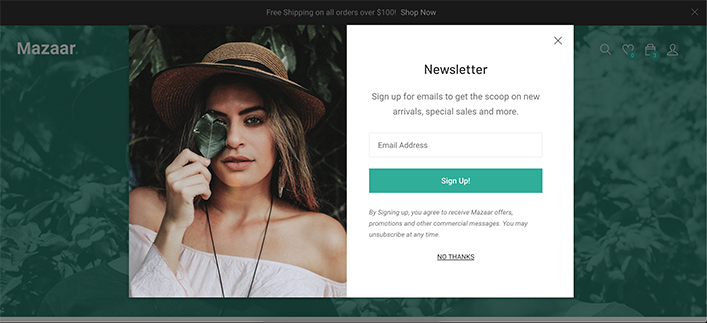 Free Shipping on all orders over $100! Shop Now
Mazaar.
Newsletter
Sign up for emails to get the scoop on new
arrivals, special sales and more.
Email Address
Sign Up!
By Signing up, you agree to receive Mazaar offers,
promotions and other commercial messages. You may
unsubscribe at any time.
NO THANKS